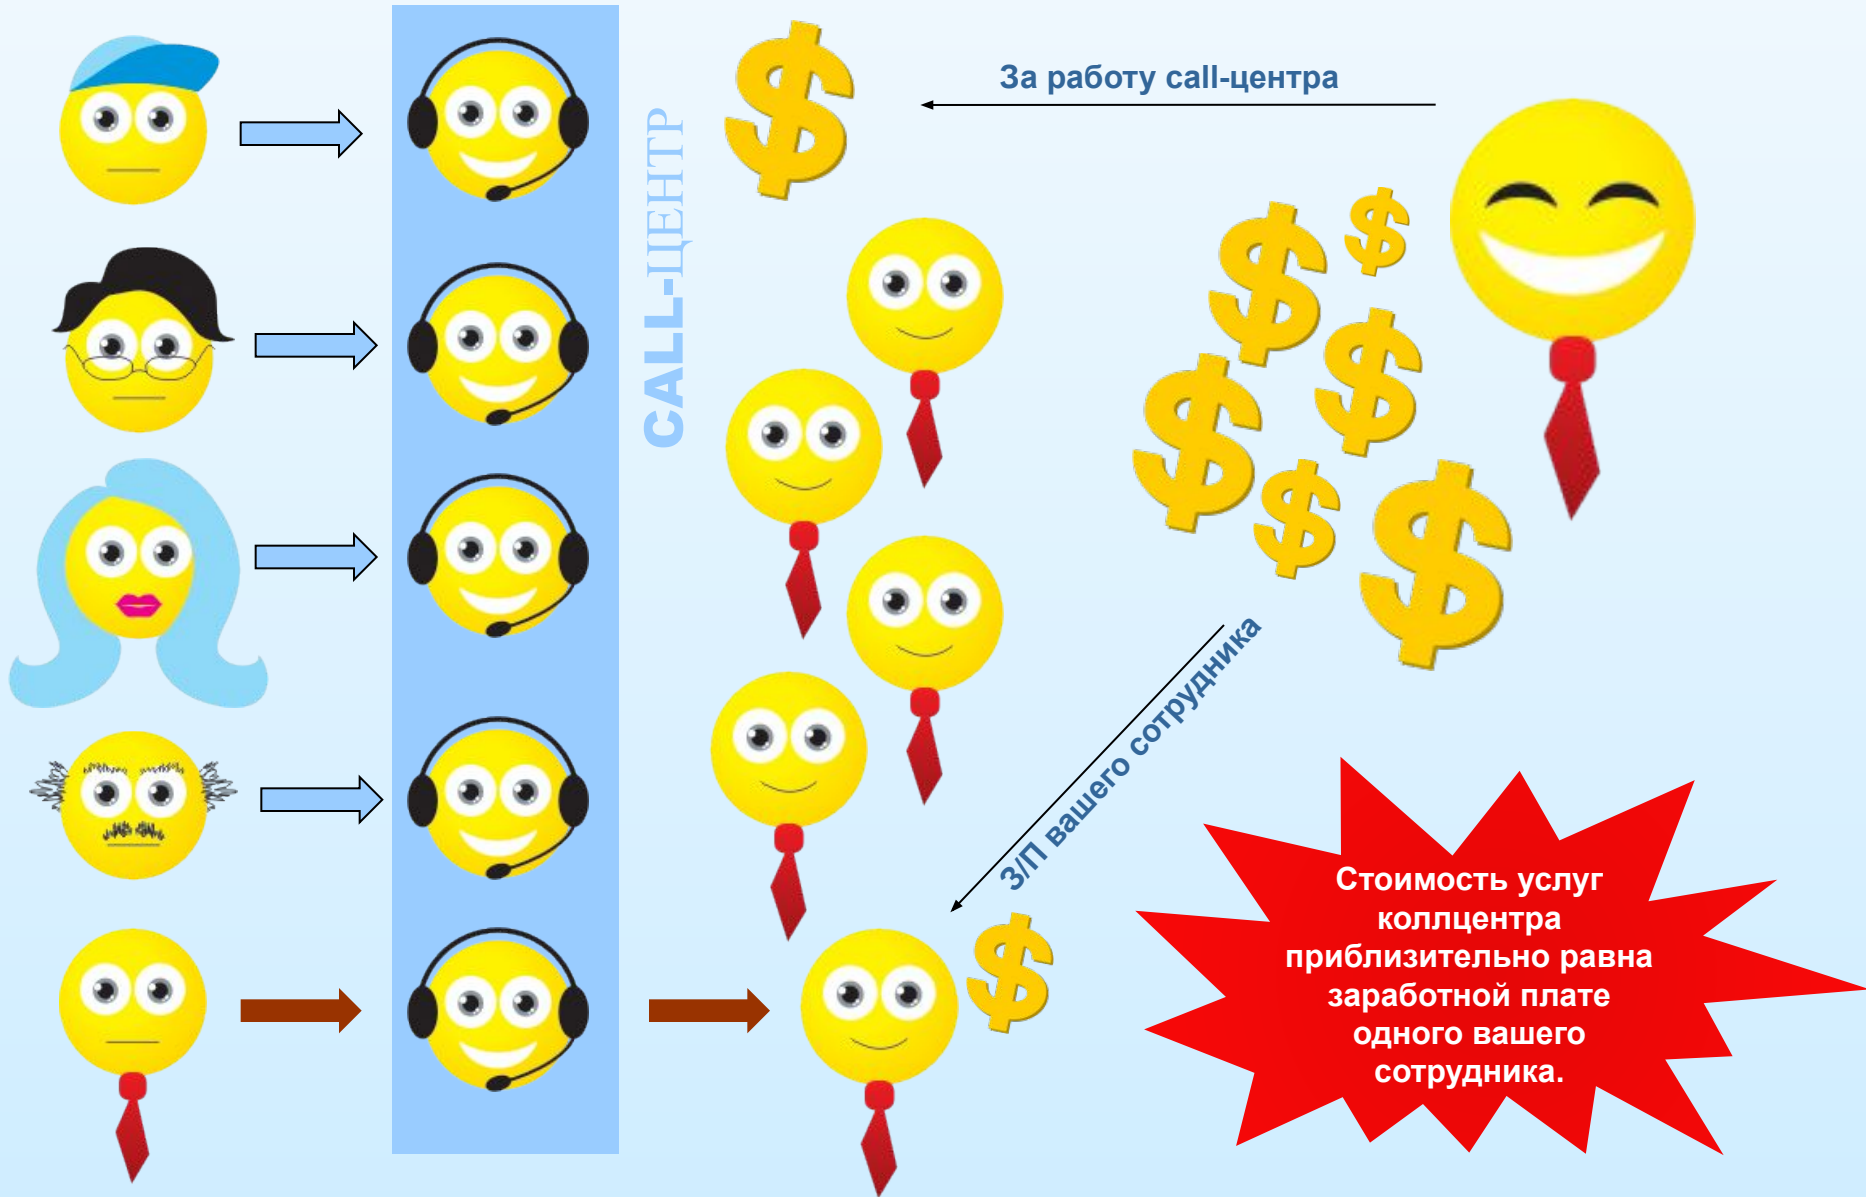 За работу call-центра
CALL-ЦЕНТР
З/П вашего сотрудника
Стоимость услуг
коллцентра
приблизительно равна
заработной плате
одного вашего
сотрудника.